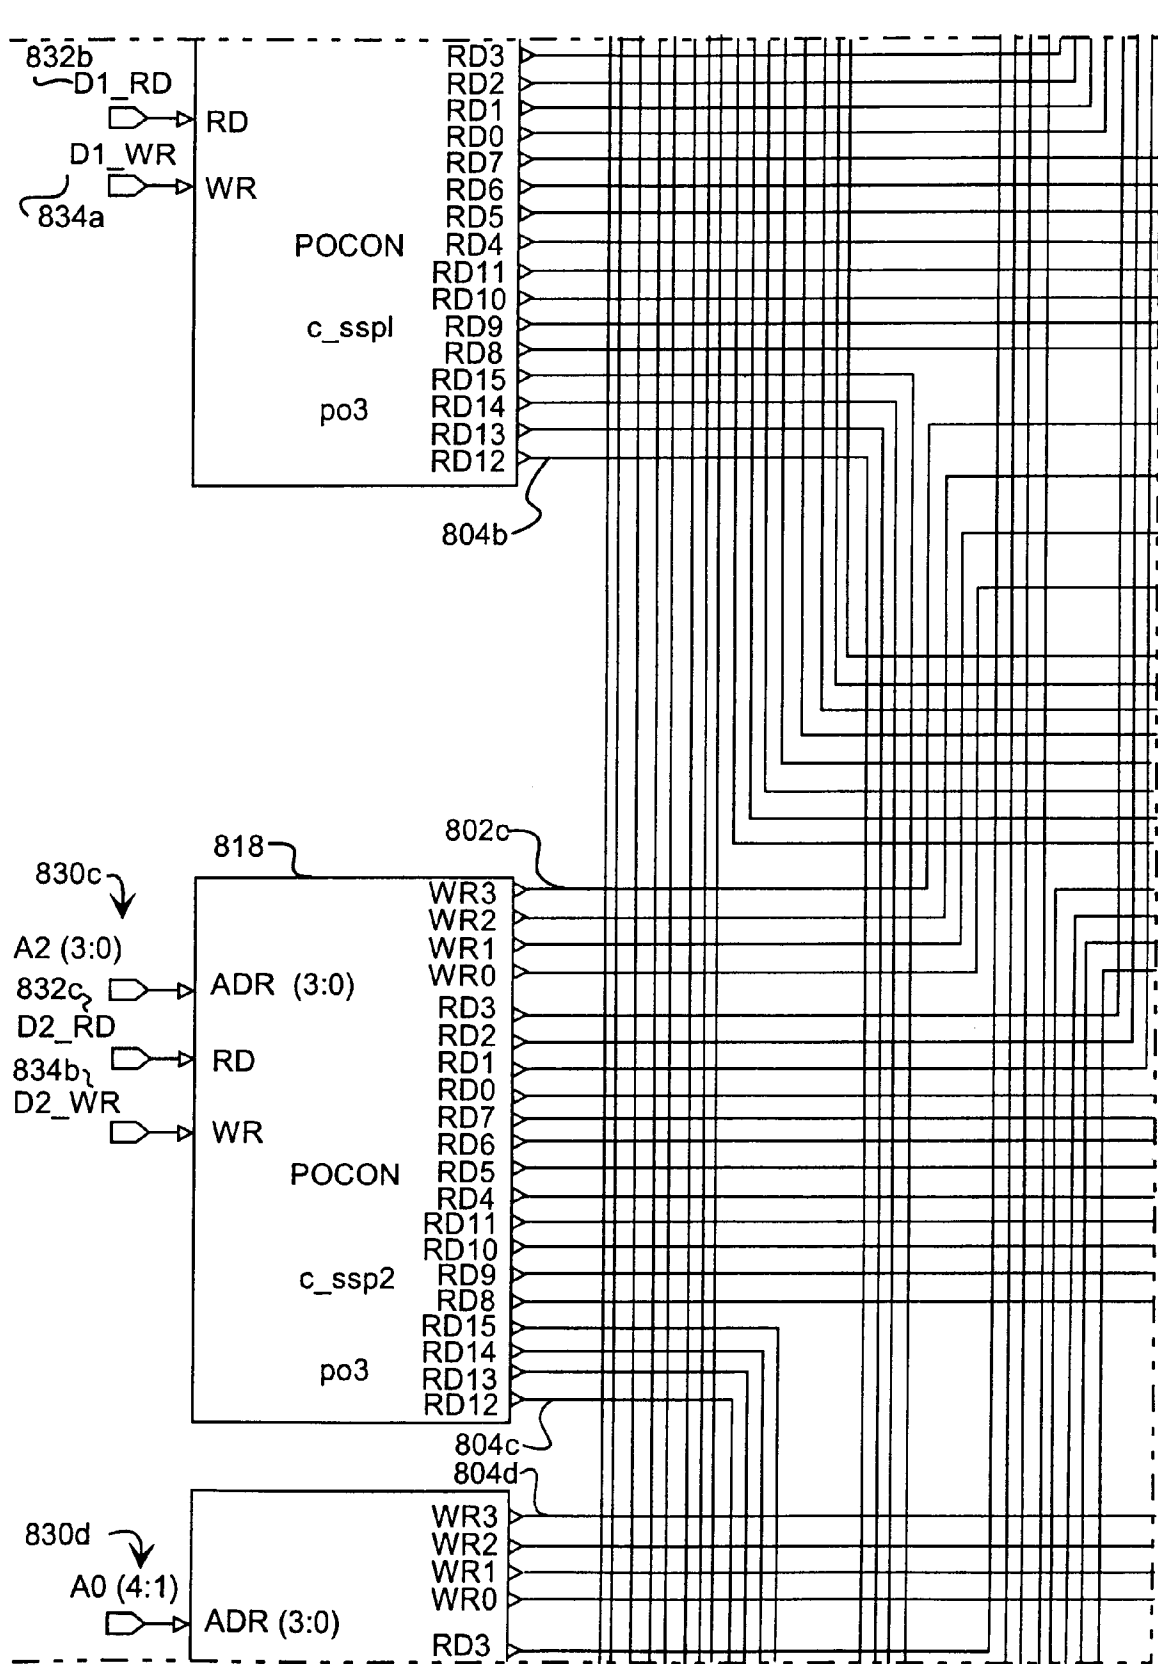 832b
D1_RD
RD
D1_WR
WR
834a
POCON
c_sspl
po3
RD3
RD2
RD1
RD0
RD7
RD6
RD5
RD4
RD11
RD10
RD9
RD8
RD15
RD14
RD13
RD12
804b
818
802c
830c
A2 (3:0)
ADR (3:0)
832c
D2_RD
RD
834b
D2_WR
WR
POCON
c_ssp2
po3
WR3
WR2
WR1
WR0
RD3
RD2
RD1
RD0
RD7
RD6
RD5
RD4
RD11
RD10
RD9
RD8
RD15
RD14
RD13
RD12
804c
804d
830d
A0 (4:1)
ADR (3:0)
WR3
WR2
WR1
WR0
RD3